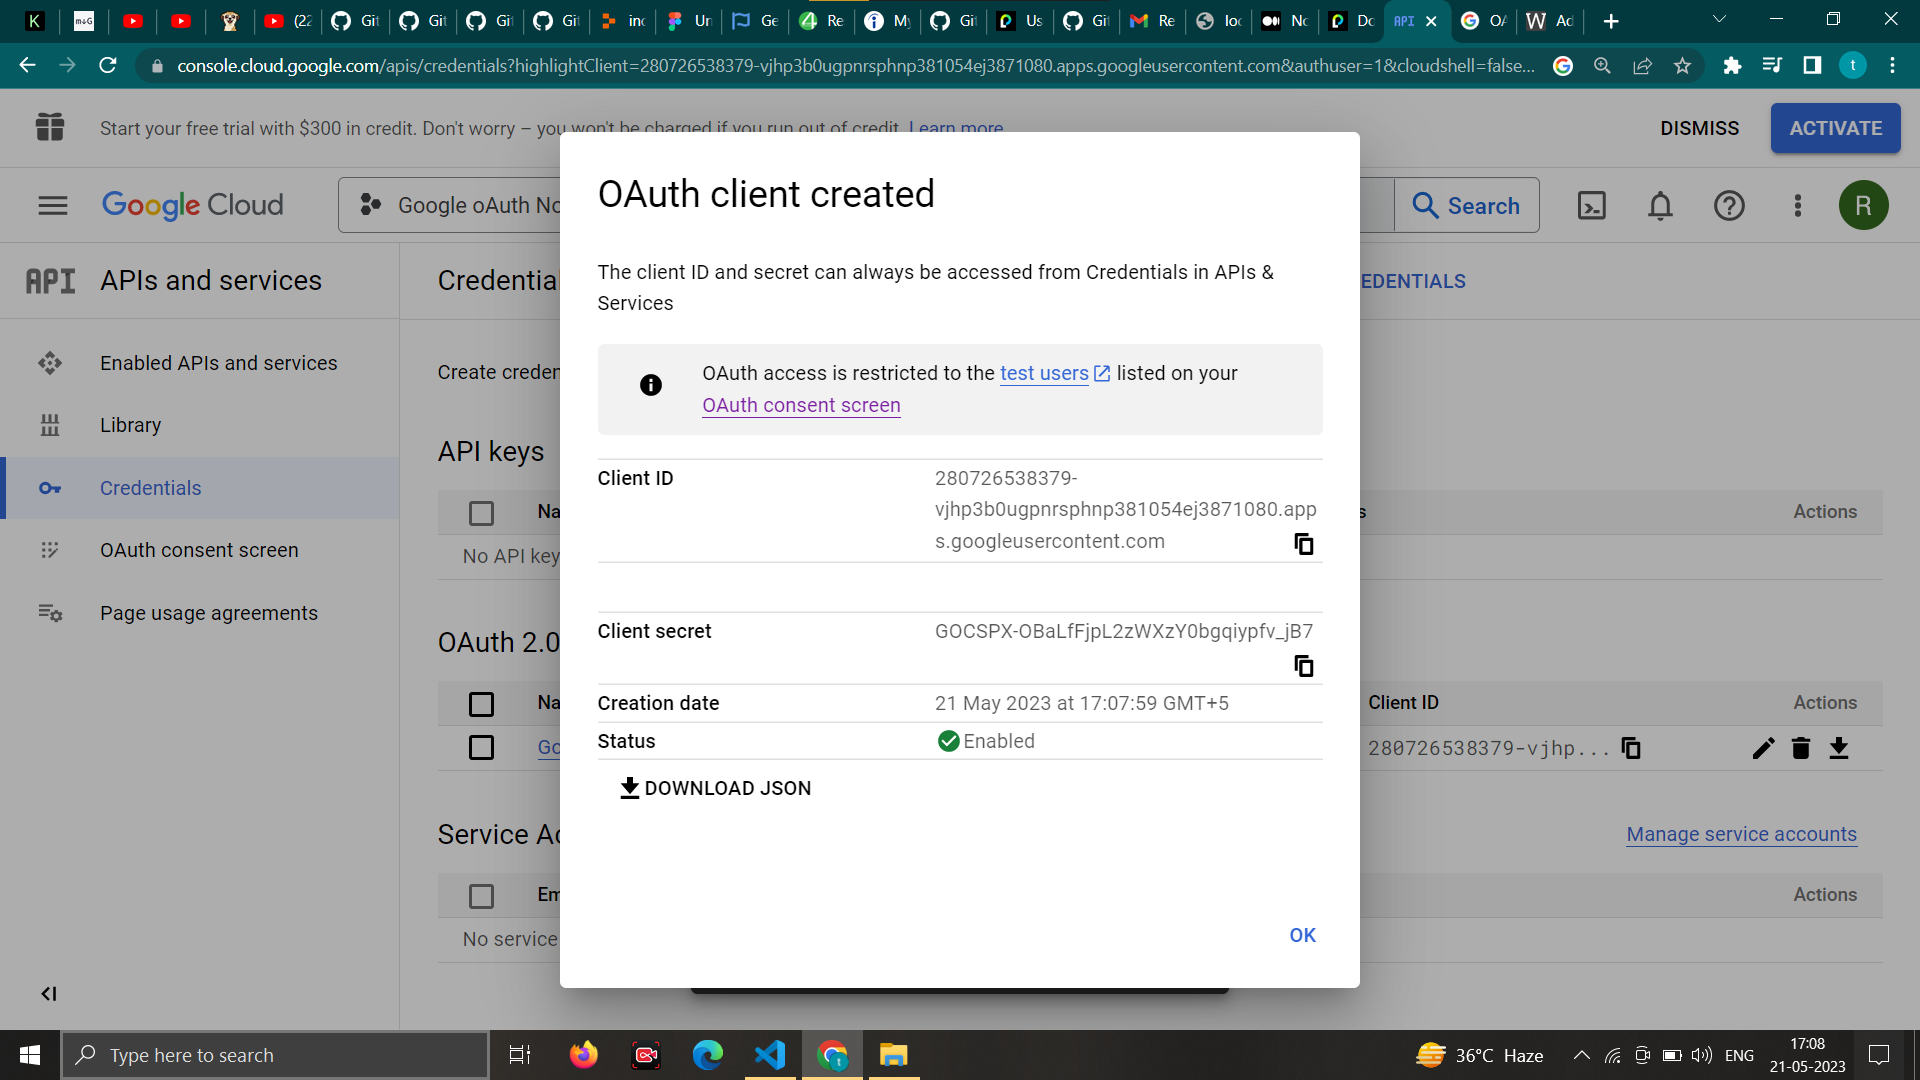 (22
Git
Git
Git
Git
inc
Un
Ge
Re
My
Git
Us
Git
Re
loc
No
Do
API
OA
Ad
console.cloud.google.com/apis/credentials?highlightClient=280726538379-vjhp3b0ugpnrsphnp381054ej3871080.apps.googleusercontent.com&authuser=1&cloudshell=false...
t
Start your free trial with $300 in credit. Don't worry – you won't be charged if you run out of credit. Learn more
DISMISS
ACTIVATE
Google Cloud
Google oAuth No
Search
R
API APIs and services
Credential
EDENTIALS
Enabled APIs and services
Library
Credentials
OAuth consent screen
Page usage agreements
Create creden
API keys
Na
s
Actions
No API key
OAuth 2.0
Na
Client ID
Actions
Go
280726538379-vjhp...
Service Ac
Manage service accounts
Em
Actions
No service
OAuth client created
The client ID and secret can always be accessed from Credentials in APIs &
Services
OAuth access is restricted to the test users listed on your
OAuth consent screen
Client ID
280726538379-
vjhp3b0ugpnrsphnp381054ej3871080.app
s.googleusercontent.com
Client secret
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
Creation date
21 May 2023 at 17:07:59 GMT+5
Status
Enabled
DOWNLOAD JSON
OK
Type here to search
36°C Haze
ENG
17:08
21-05-2023